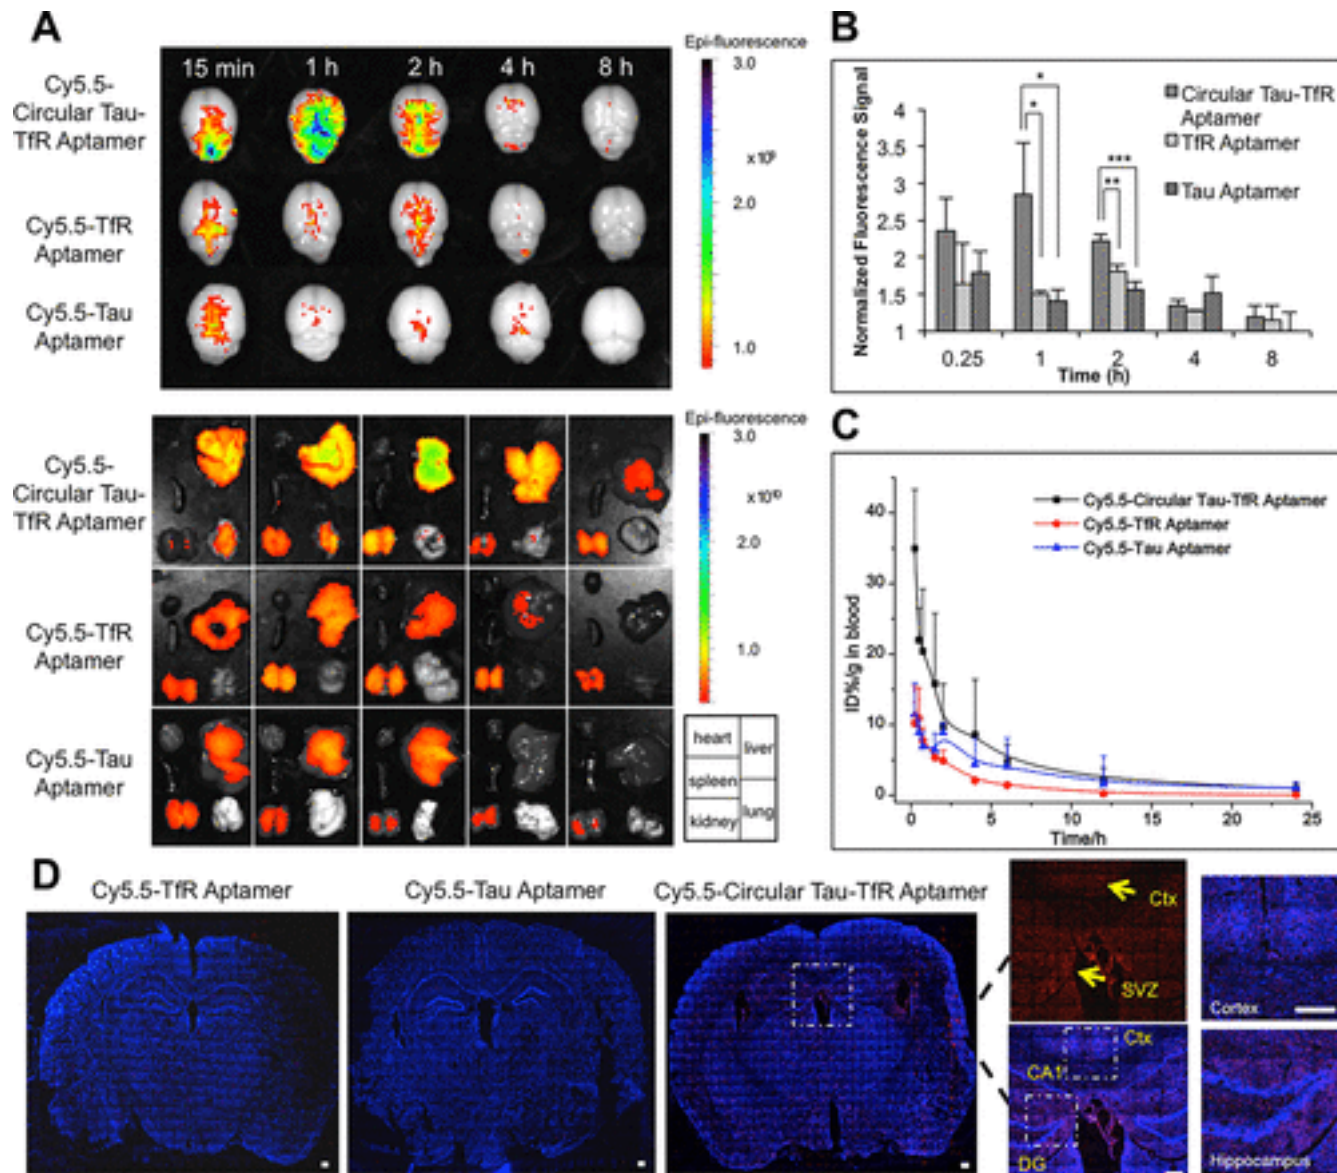 A
15 min
1 h
2 h
4 h
8 h
Cy5.5-
Circular Tau-
TfR Aptamer
Cy5.5-TfR
Aptamer
Cy5.5-Tau
Aptamer
Epi-fluorescence
3.0
x10⁹
2.0
1.0
Cy5.5-
Circular Tau-
TfR Aptamer
Cy5.5-TfR
Aptamer
Cy5.5-Tau
Aptamer
Epi-fluorescence
3.0
x10¹⁰
2.0
1.0
heart
liver
spleen
lung
kidney
B
Normalized Fluorescence Signal
4
3.5
3
2.5
2
1.5
1
*
*
***
**
Circular Tau-TfR
Aptamer
TfR Aptamer
Tau Aptamer
0.25
1
2
4
8
Time (h)
C
ID%/g in blood
40
30
20
10
0
Cy5.5-Circular Tau-TfR Aptamer
Cy5.5-TfR Aptamer
Cy5.5-Tau Aptamer
0
5
10
15
20
25
Time/h
D
Cy5.5-TfR Aptamer
Cy5.5-Tau Aptamer
Cy5.5-Circular Tau-TfR Aptamer
Ctx
SVZ
Cortex
Ctx
CA1
DG
Hippocampus